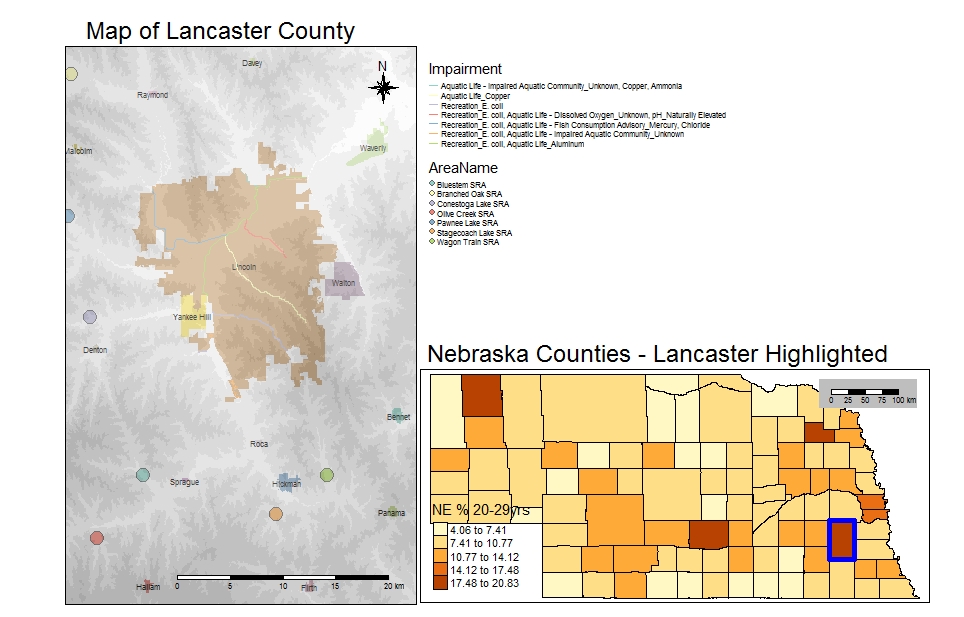 Map of Lancaster County
Davey
N
Raymond
Malcolm
Waverly
Lincoln
Walton
Yankee Hill
Denton
Bennet
Roca
Sprague
Hickman
Panama
Hallam
Firth
0 5 10 15 20 km
Impairment
Aquatic Life - Impaired Aquatic Community_Unknown, Copper, Ammonia
Aquatic Life_Copper
Recreation_E. coli
Recreation_E. coli, Aquatic Life - Dissolved Oxygen_Unknown, pH_Naturally Elevated
Recreation_E. coli, Aquatic Life - Fish Consumption Advisory_Mercury, Chloride
Recreation_E. coli, Aquatic Life - Impaired Aquatic Community_Unknown
Recreation_E. coli, Aquatic Life_Aluminum
AreaName
Bluestem SRA
Branched Oak SRA
Conestoga Lake SRA
Olive Creek SRA
Pawnee Lake SRA
Stagecoach Lake SRA
Wagon Train SRA
Nebraska Counties - Lancaster Highlighted
0 25 50 75 100 km
NE % 20-29yrs
4.06 to 7.41
7.41 to 10.77
10.77 to 14.12
14.12 to 17.48
17.48 to 20.83